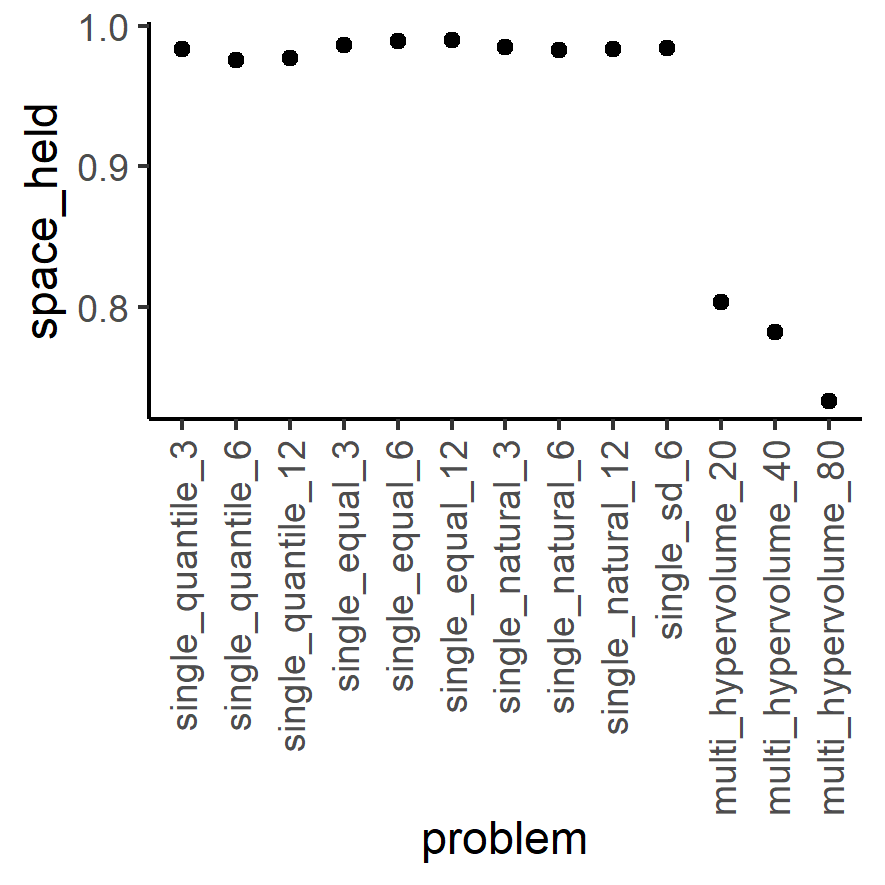 space_held
1.0
0.9
0.8
single_quantile_3
single_quantile_6
single_quantile_12
single_equal_3
single_equal_6
single_equal_12
single_natural_3
single_natural_6
single_natural_12
single_sd_6
multi_hypervolume_20
multi_hypervolume_40
multi_hypervolume_80
problem